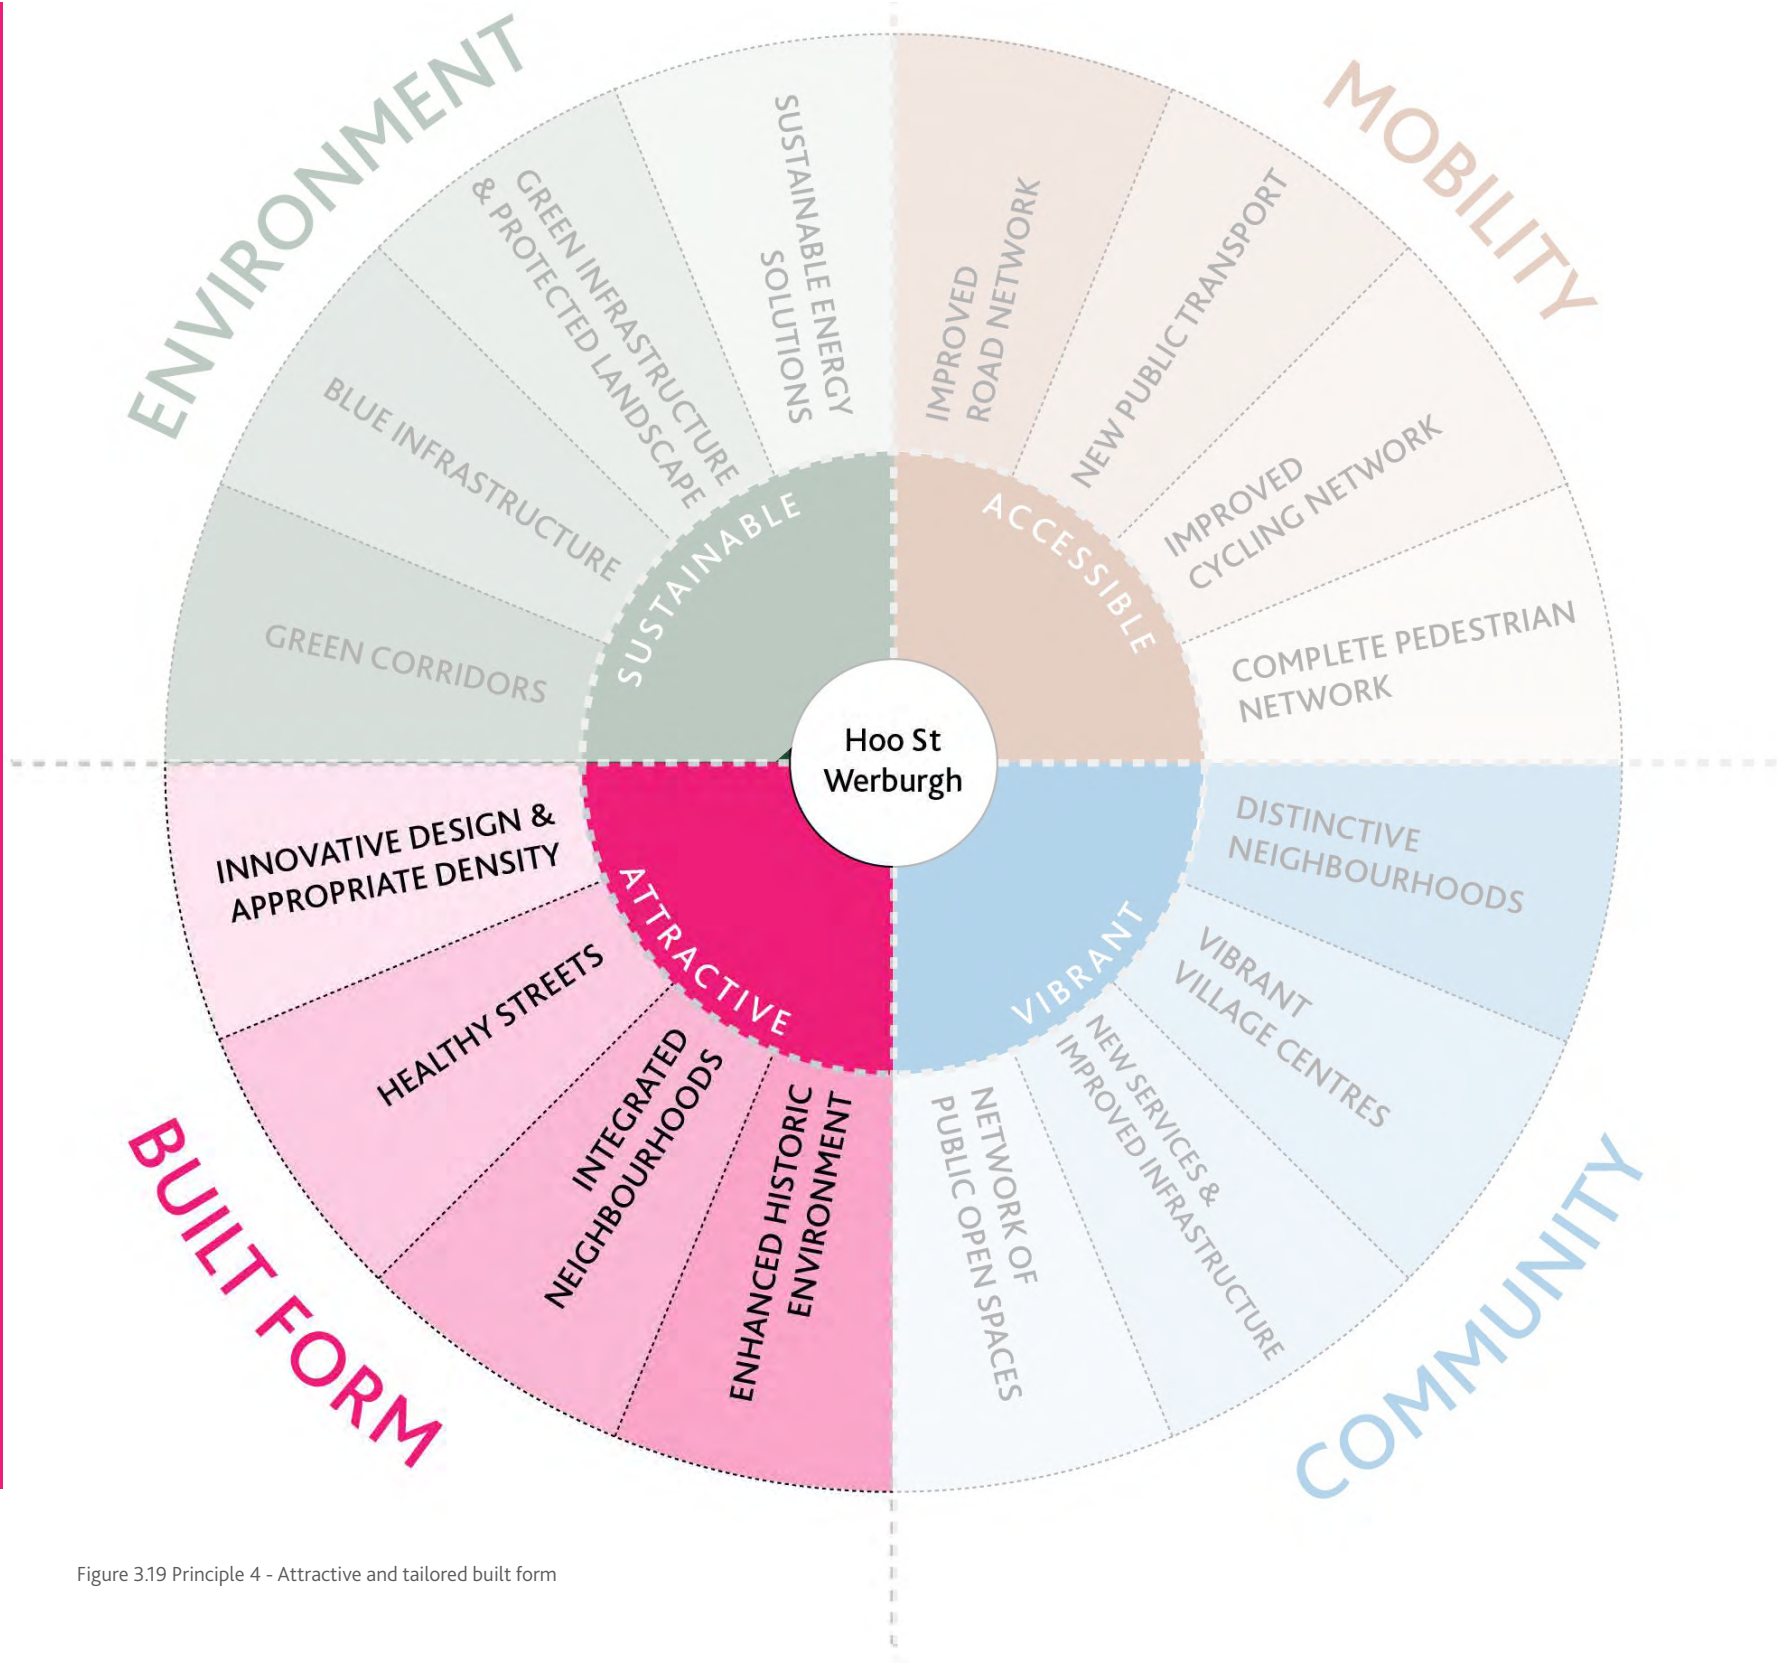 ENVIRONMENT
MOBILITY
SUSTAINABLE ENERGY
SOLUTIONS
GREEN INFRASTRUCTURE
& PROTECTED LANDSCAPE
BLUE INFRASTRUCTURE
GREEN CORRIDORS
IMPROVED
ROAD NETWORK
NEW PUBLIC TRANSPORT
IMPROVED
CYCLING NETWORK
COMPLETE PEDESTRIAN
NETWORK
SUSTAINABLE
ACCESSIBLE
Hoo St
Werburgh
ATTRACTIVE
VIBRANT
INNOVATIVE DESIGN &
APPROPRIATE DENSITY
HEALTHY STREETS
INTEGRATED
NEIGHBOURHOODS
ENHANCED HISTORIC
ENVIRONMENT
DISTINCTIVE
NEIGHBOURHOODS
VIBRANT
VILLAGE CENTRES
NEW SERVICES &
IMPROVED INFRASTRUCTURE
NETWORK OF
PUBLIC OPEN SPACES
BUILT FORM
COMMUNITY
Figure 3.19 Principle 4 - Attractive and tailored built form